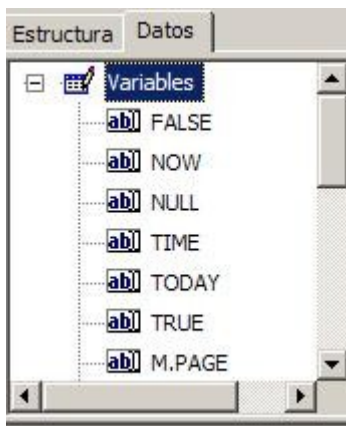 Estructura Datos
Variables
FALSE
NOW
NULL
TIME
TODAY
TRUE
M.PAGE